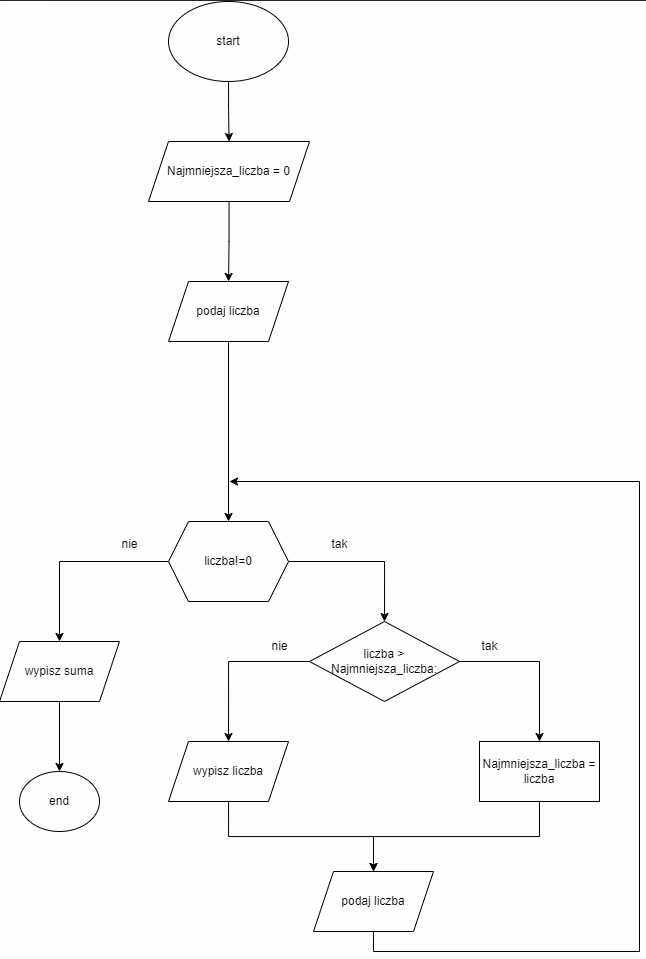 start
Najmniejsza_liczba = 0
podaj liczba
nie
tak
liczba!=0
nie
tak
liczba >
Najmniejsza_liczba:
wypisz suma
wypisz liczba
Najmniejsza_liczba =
liczba
end
podaj liczba